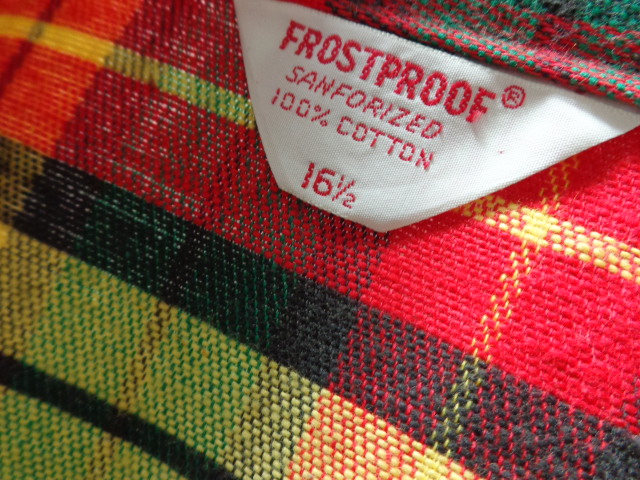 FROSTPROOF®
SANFORIZED
100% COTTON
16½